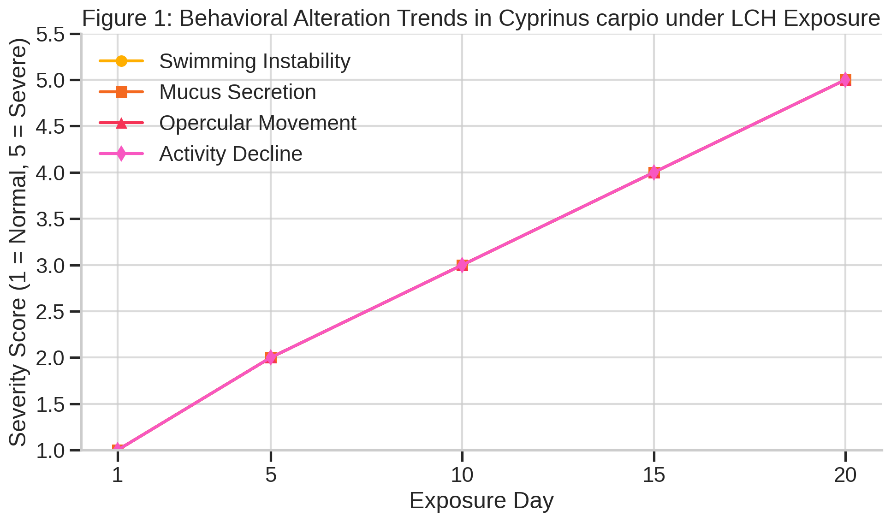 Figure 1: Behavioral Alteration Trends in Cyprinus carpio under LCH Exposure
Severity Score (1 = Normal, 5 = Severe)
5.5
5.0
4.5
4.0
3.5
3.0
2.5
2.0
1.5
1.0
Swimming Instability
Mucus Secretion
Opercular Movement
Activity Decline
1 5 10 15 20
Exposure Day